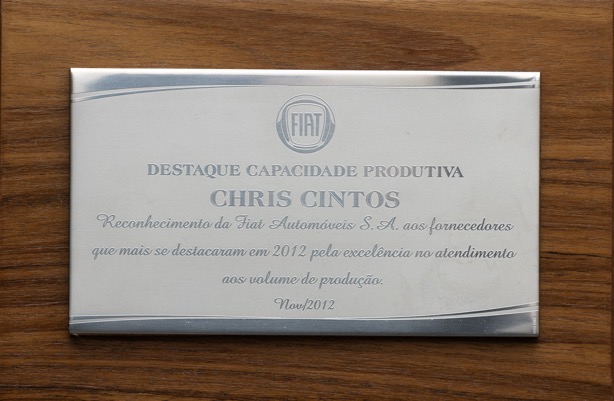 FIAT
DESTAQUE CAPACIDADE PRODUTIVA
CHRIS CINTOS
Reconhecimento da Fiat Automóveis S.A. aos fornecedores
que mais se destacaram em 2012 pela excelência no atendimento
aos volume de produção.
Nov/2012